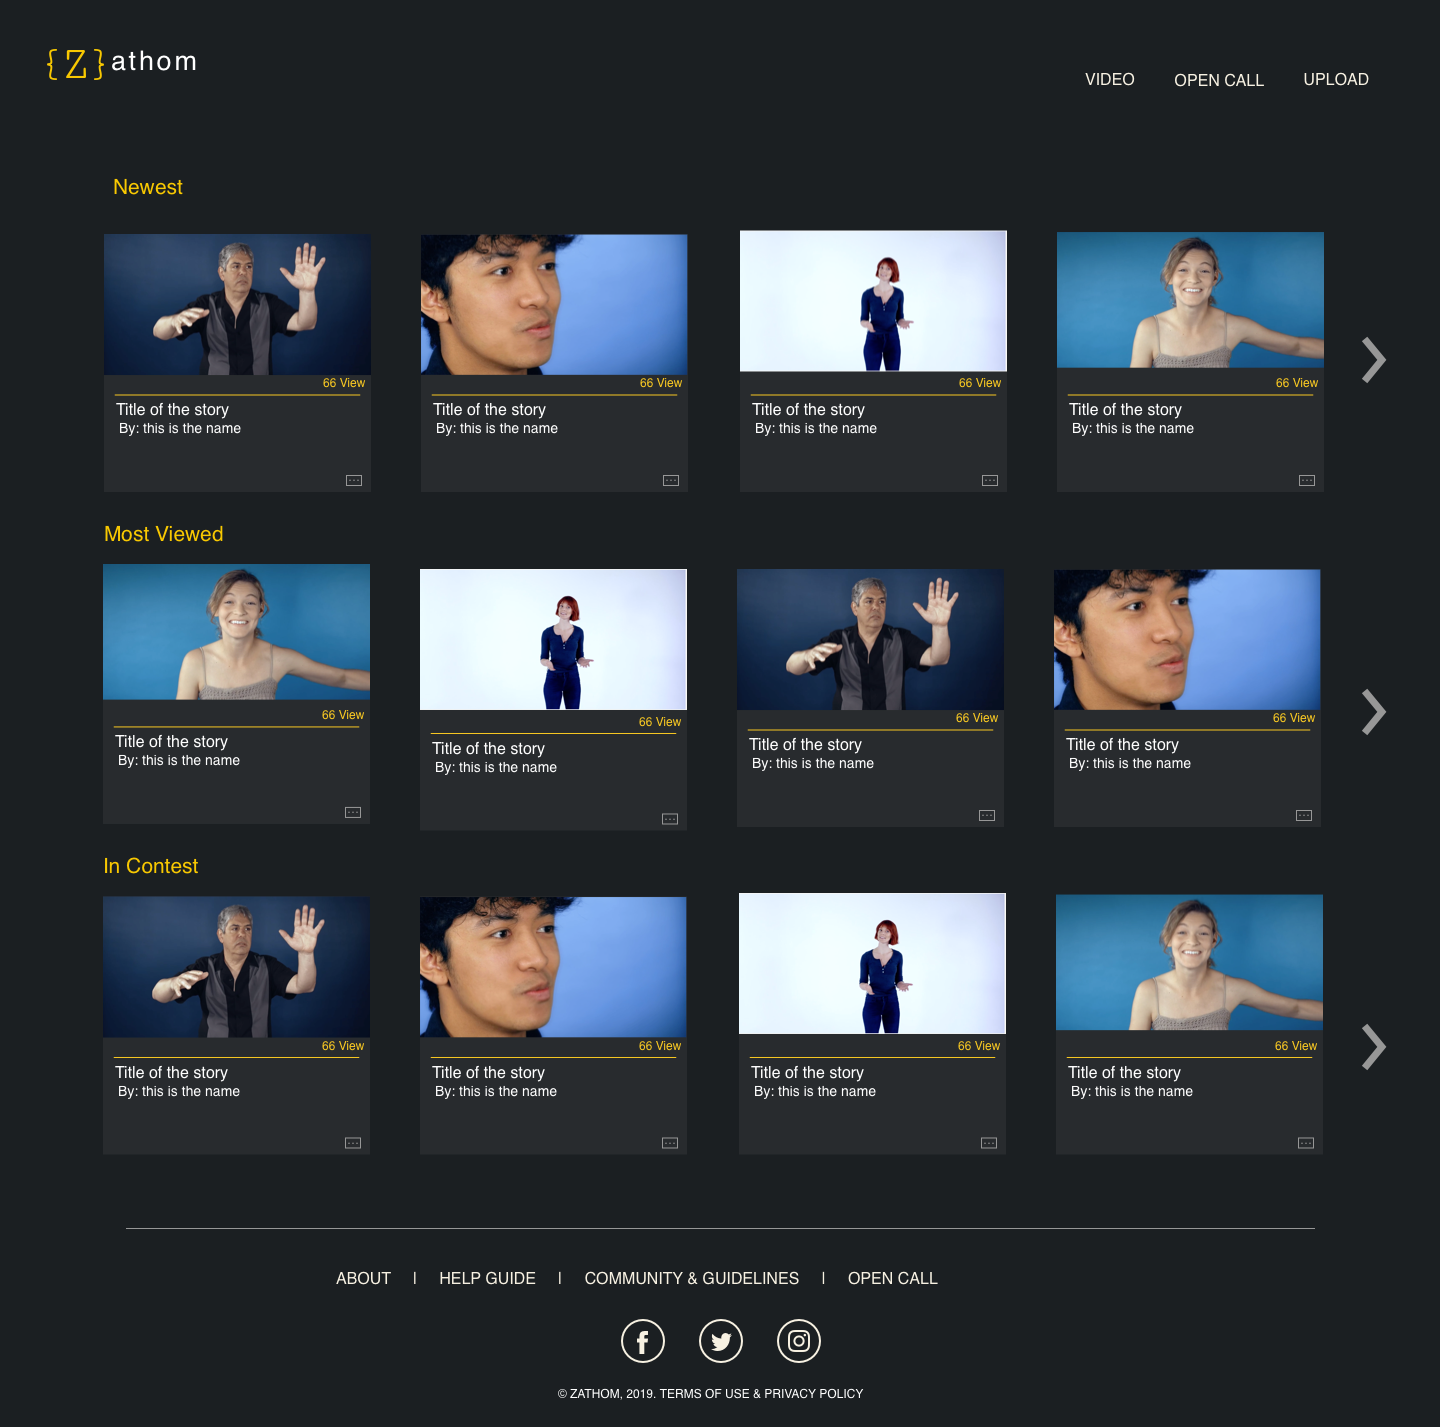 {Z}athom
VIDEO OPEN CALL UPLOAD
Newest
66 View 66 View 66 View 66 View
Title of the story Title of the story Title of the story Title of the story
By: this is the name By: this is the name By: this is the name By: this is the name
Most Viewed
66 View 66 View 66 View 66 View
Title of the story Title of the story Title of the story Title of the story
By: this is the name By: this is the name By: this is the name By: this is the name
In Contest
66 View 66 View 66 View 66 View
Title of the story Title of the story Title of the story Title of the story
By: this is the name By: this is the name By: this is the name By: this is the name
ABOUT | HELP GUIDE | COMMUNITY & GUIDELINES | OPEN CALL
© ZATHOM, 2019. TERMS OF USE & PRIVACY POLICY